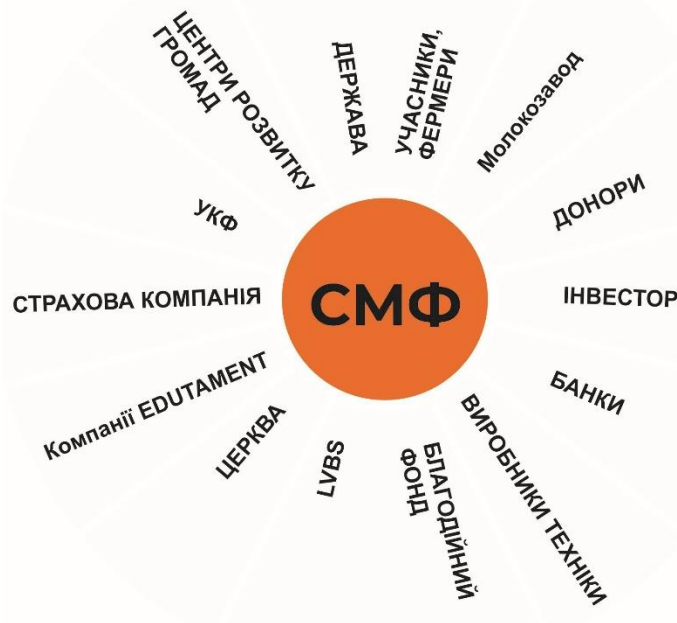 ЦЕНТРИ РОЗВИТКУ
ГРОМАД
ДЕРЖАВА
УЧАСНИКИ,
ФЕРМЕРИ
Молокозавод
ДОНОРИ
ІНВЕСТОР
БАНКИ
ВИРОБНИКИ ТЕХНІКИ
БЛАГОДІЙНИЙ
ФОНД
LVBS
ЦЕРКВА
Компанії EDUTAMENT
СТРАХОВА КОМПАНІЯ
УКФ
СМФ